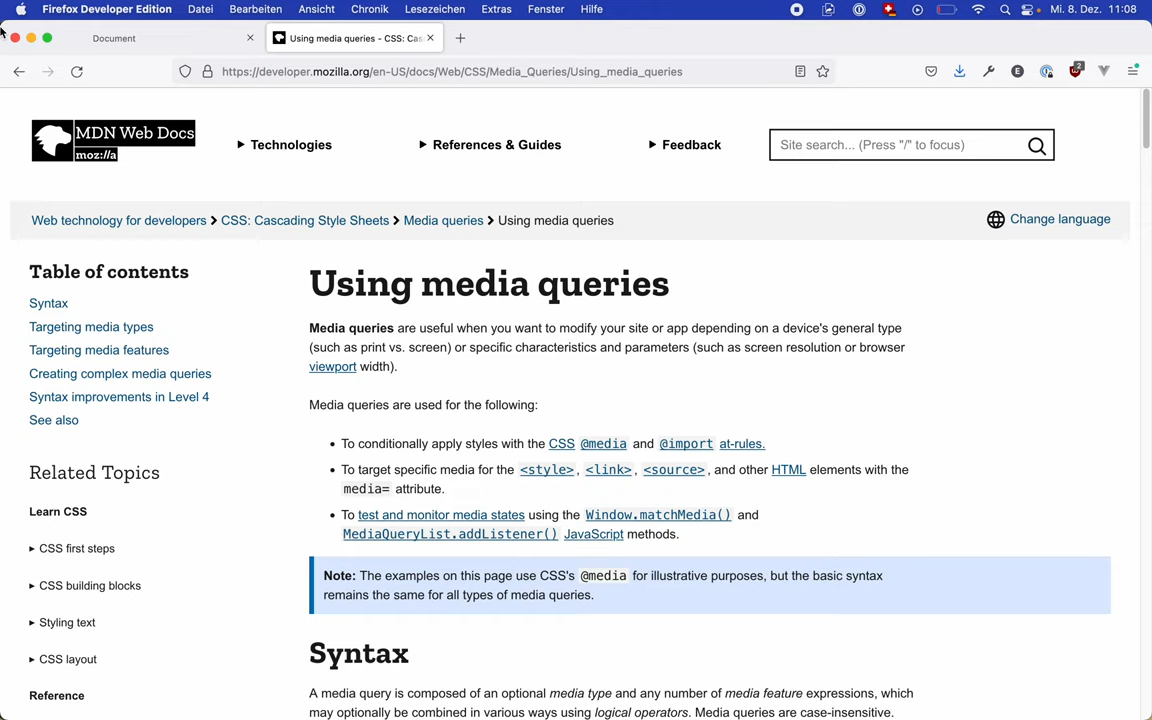 Firefox Developer Edition Datei Bearbeiten Ansicht Chronik Lesezeichen Extras Fenster Hilfe Mi. 8. Dez. 11:08
Document Using media queries - CSS: Cas
https://developer.mozilla.org/en-US/docs/Web/CSS/Media_Queries/Using_media_queries E 2
MDN Web Docs
moz://a
Technologies
References & Guides
Feedback
Site search... (Press "/" to focus)
Web technology for developers CSS: Cascading Style Sheets Media queries Using media queries
Change language
Table of contents
Syntax
Targeting media types
Targeting media features
Creating complex media queries
Syntax improvements in Level 4
See also
Related Topics
Learn CSS
CSS first steps
CSS building blocks
Styling text
CSS layout
Reference
Using media queries
Media queries are useful when you want to modify your site or app depending on a device's general type
(such as print vs. screen) or specific characteristics and parameters (such as screen resolution or browser
viewport width).
Media queries are used for the following:
• To conditionally apply styles with the CSS @media and @import at-rules.
• To target specific media for the <style>, <link>, <source>, and other HTML elements with the
media= attribute.
• To test and monitor media states using the Window.matchMedia() and
MediaQueryList.addListener() JavaScript methods.
Note: The examples on this page use CSS's @media for illustrative purposes, but the basic syntax
remains the same for all types of media queries.
Syntax
A media query is composed of an optional media type and any number of media feature expressions, which
may optionally be combined in various ways using logical operators. Media queries are case-insensitive.